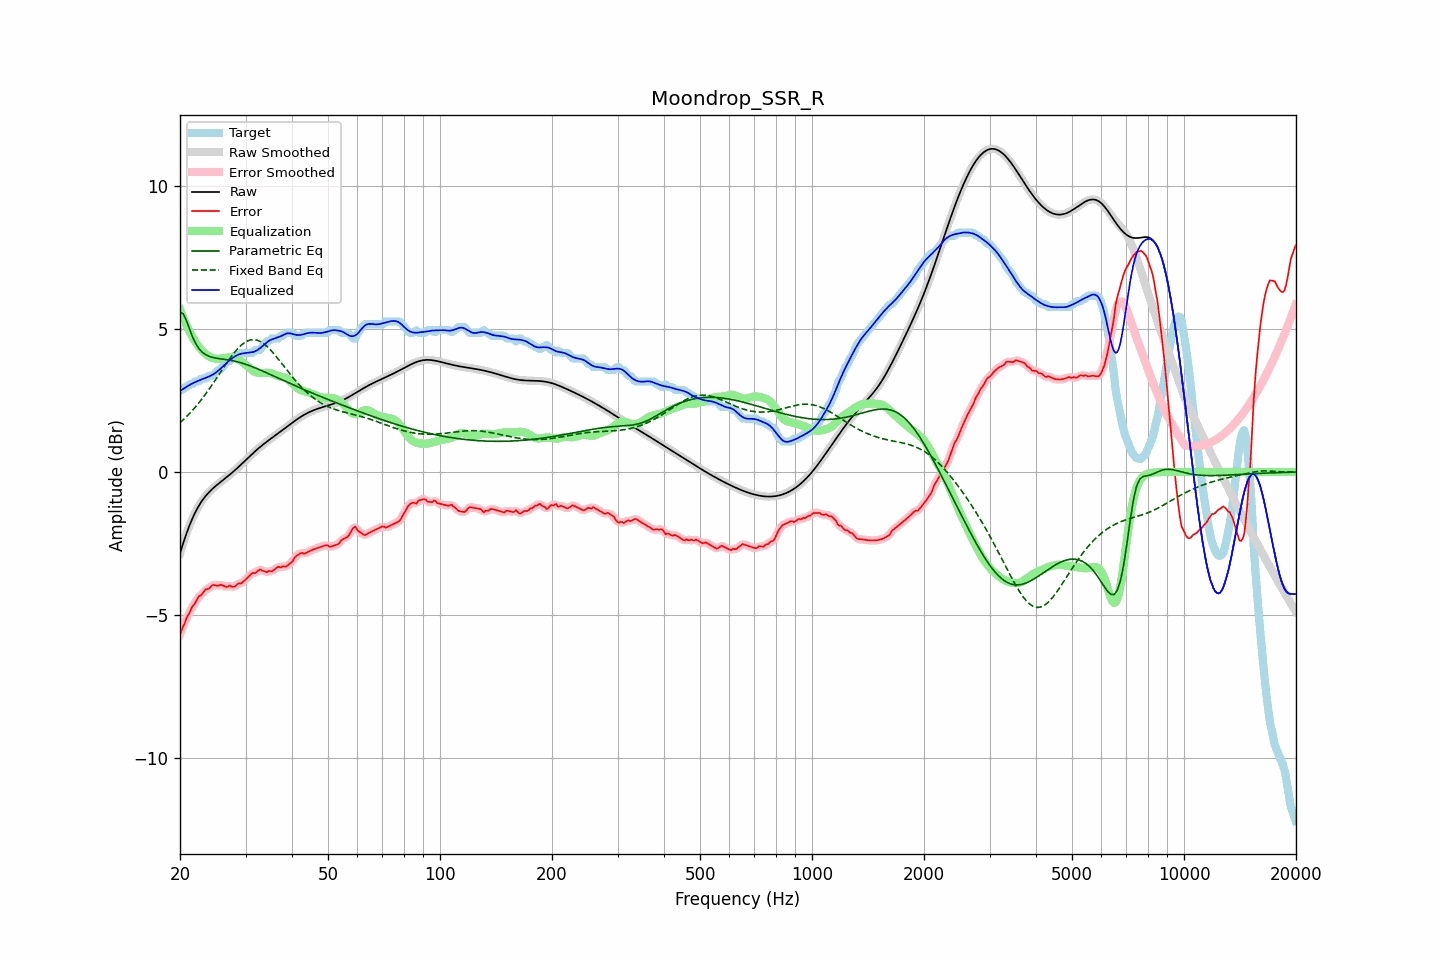 Moondrop_SSR_R
Target
Raw Smoothed
Error Smoothed
Raw
Error
Equalization
Parametric Eq
Fixed Band Eq
Equalized
Amplitude (dBr)
10
5
0
−5
−10
20
50
100
200
500
1000
2000
5000
10000
20000
Frequency (Hz)